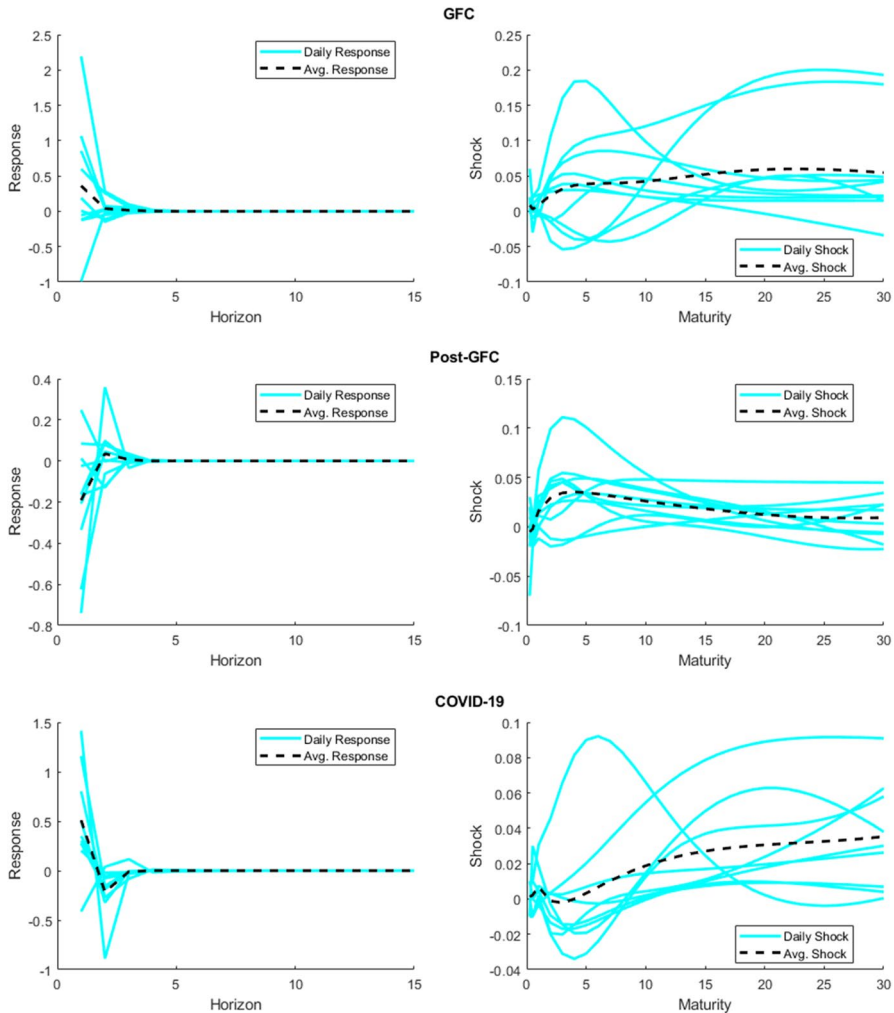 GFC
2.5
2
1.5
1
0.5
0
-0.5
-1
0
5
10
15
Response
Horizon
Daily Response
Avg. Response
0.25
0.2
0.15
0.1
0.05
0
-0.05
-0.1
0
5
10
15
20
25
30
Shock
Maturity
Daily Shock
Avg. Shock
Post-GFC
0.4
0.2
0
-0.2
-0.4
-0.6
-0.8
0
5
10
15
Response
Horizon
Daily Response
Avg. Response
0.15
0.1
0.05
0
-0.05
-0.1
0
5
10
15
20
25
30
Shock
Maturity
Daily Shock
Avg. Shock
COVID-19
1.5
1
0.5
0
-0.5
-1
0
5
10
15
Response
Horizon
Daily Response
Avg. Response
0.1
0.08
0.06
0.04
0.02
0
-0.02
-0.04
0
5
10
15
20
25
30
Shock
Maturity
Daily Shock
Avg. Shock